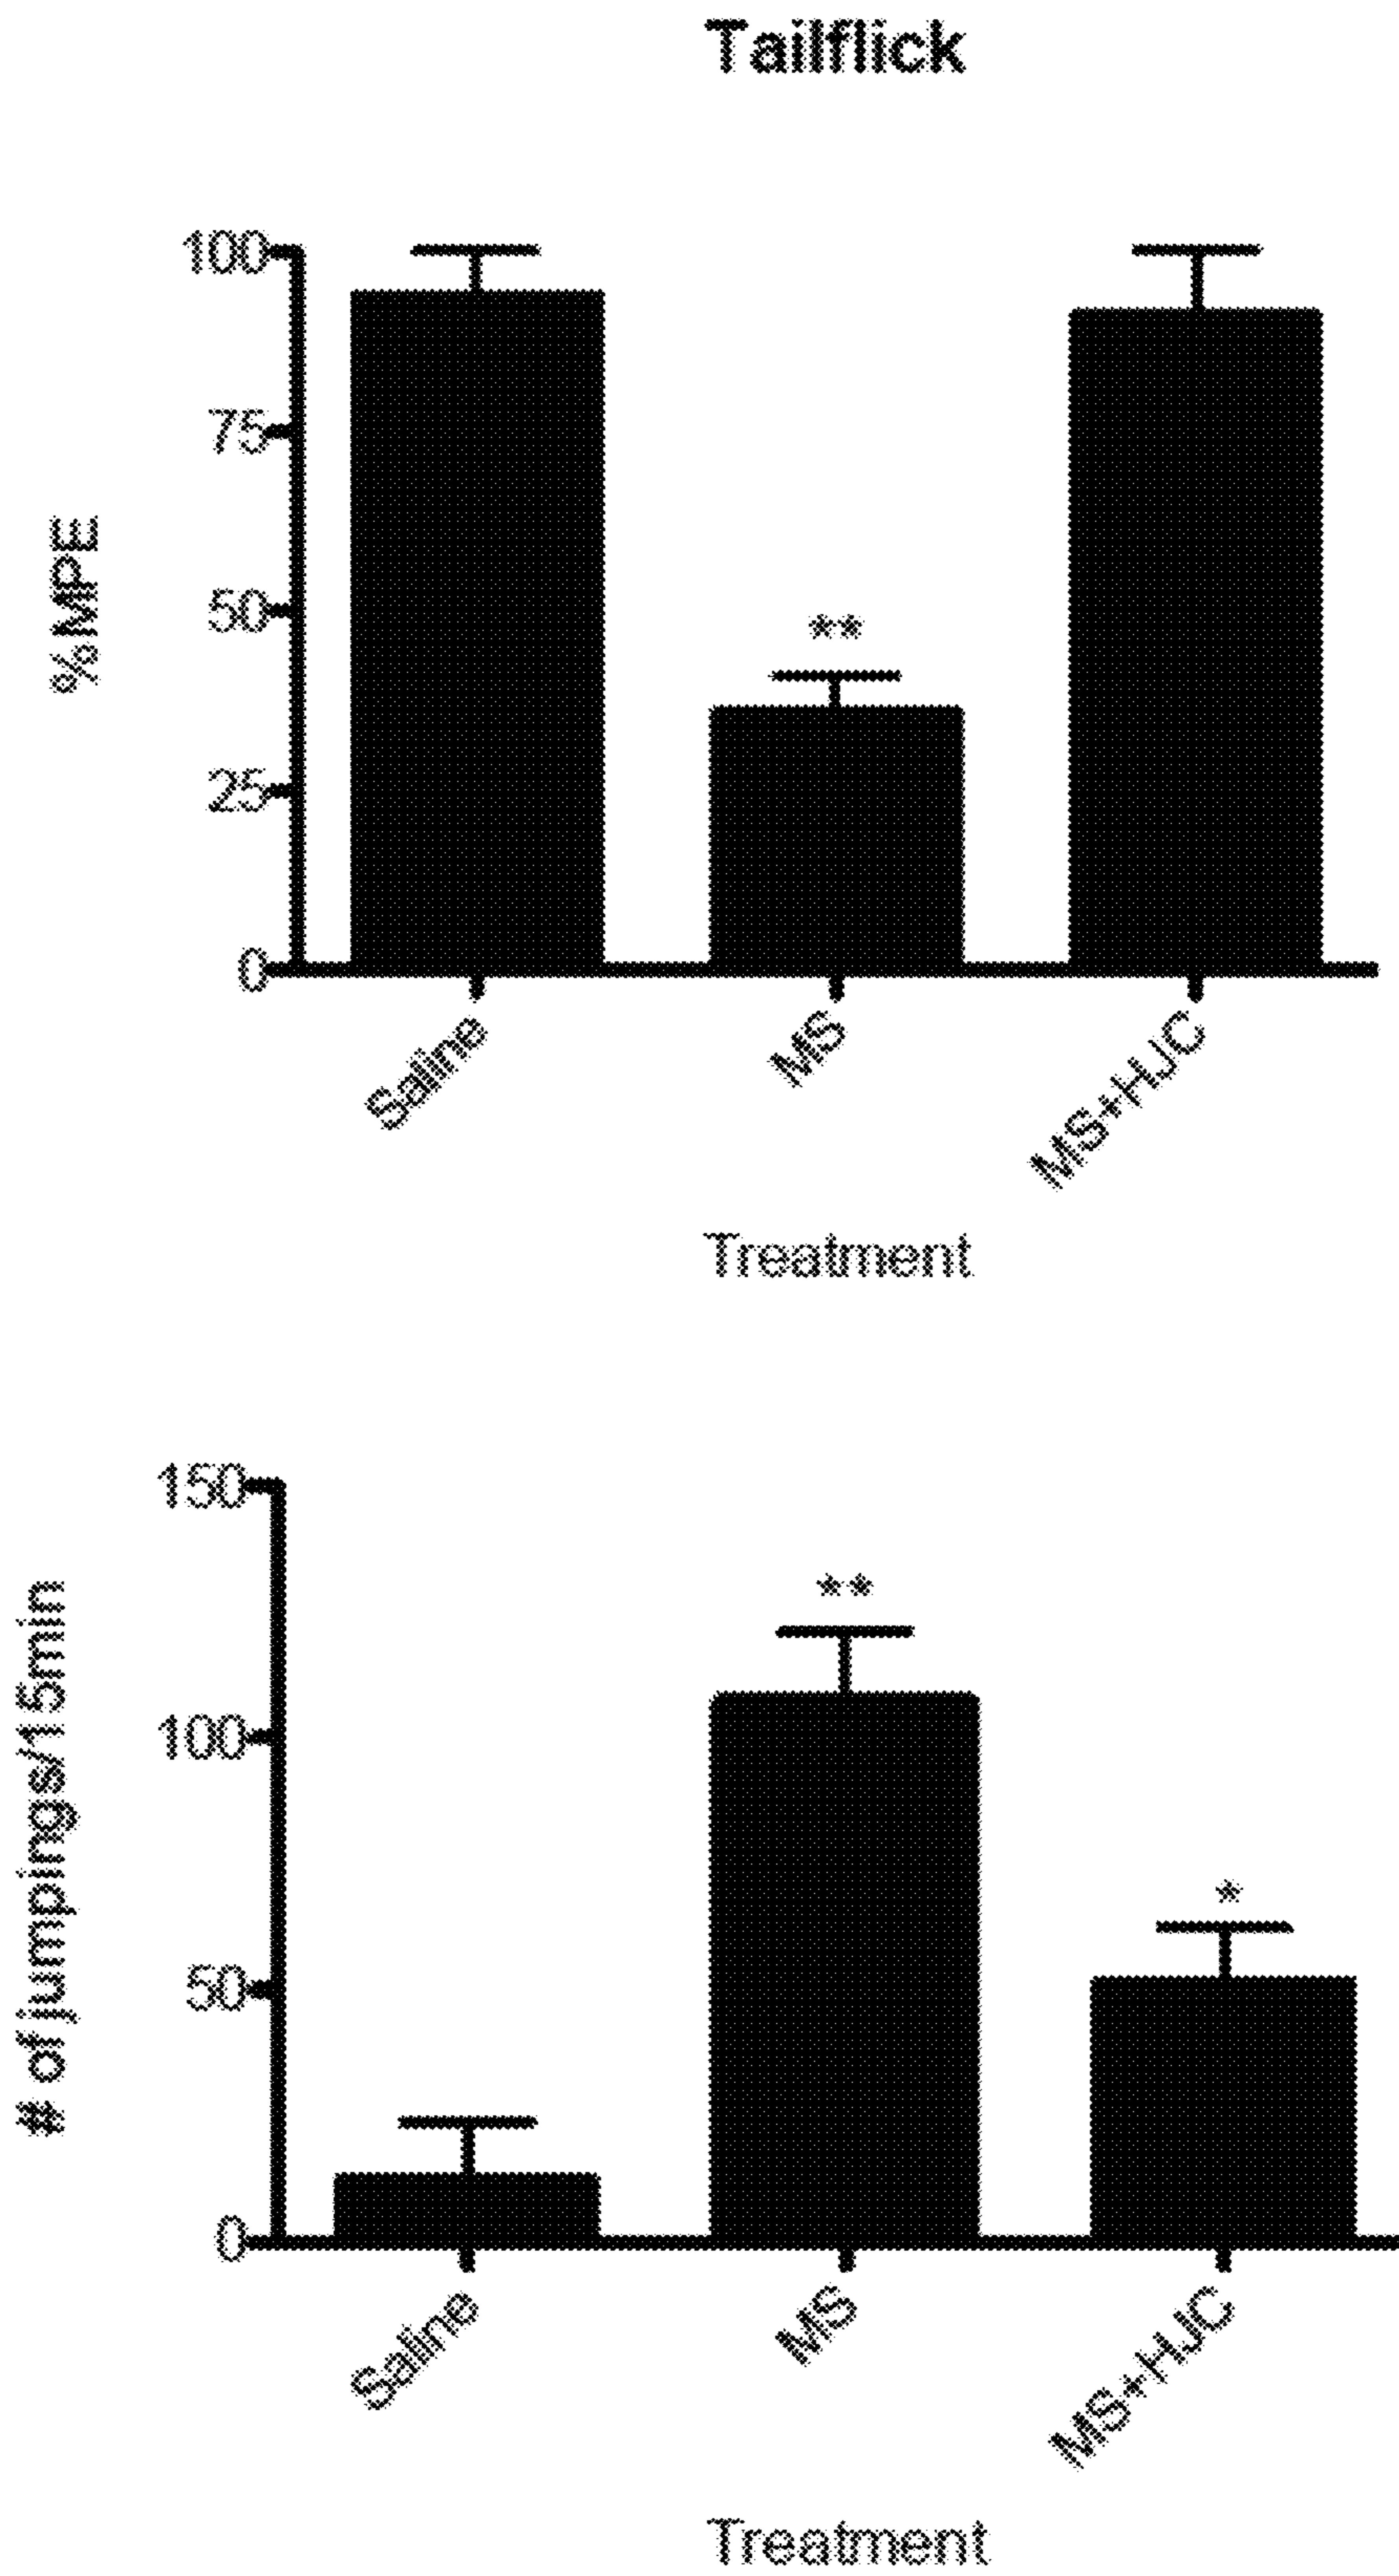 Tailflick
100
75
50
25
0
%MPE
**
Saline
MS
MS+HJC
Treatment
150
100
50
0
# of jumpings/15min
**
*
Saline
MS
MS+HJC
Treatment